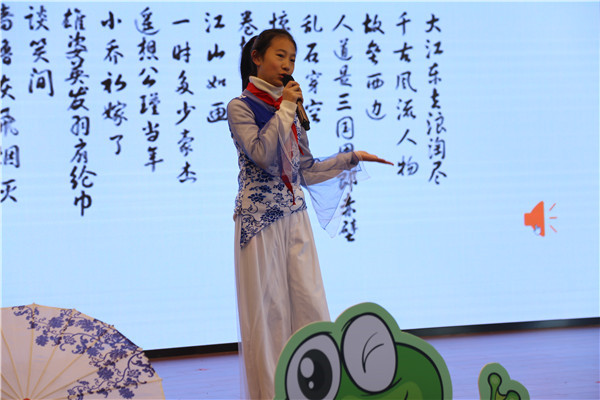 大江东去浪淘尽
千古风流人物
故垒西边
人道是三国周郎赤壁
乱石穿空
卷
江山如画
一时多少豪杰
遥想公瑾当年
小乔初嫁了
雄姿英发羽扇纶巾
谈笑间
灰飞烟灭